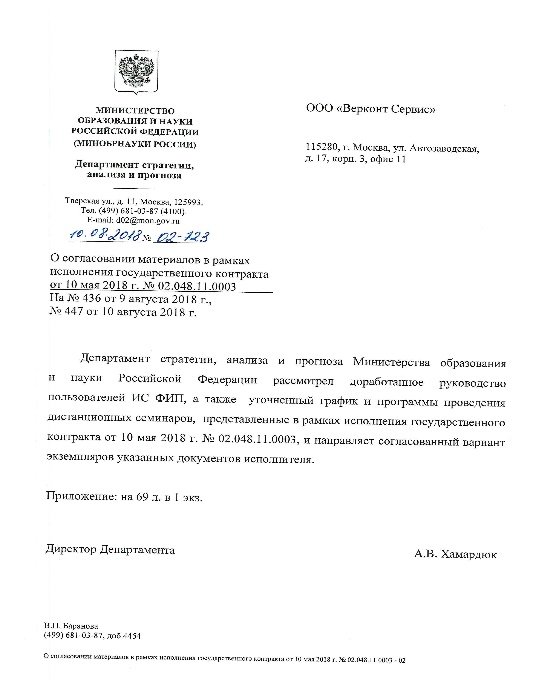 МИНИСТЕРСТВО
ОБРАЗОВАНИЯ И НАУКИ
РОССИЙСКОЙ ФЕДЕРАЦИИ
(МИНОБРНАУКИ РОССИИ)
Департамент стратегии,
анализа и прогноза
Тверская ул., д. 11, Москва, 125993.
Тел. (499) 681-03-87 (4100)
E-mail: d02@mon.gov.ru
10.08.2018 № 02-123
ООО «Верконт Сервис»
115280, г. Москва, ул. Автозаводская,
д. 17, корп. 3, офис 11
О согласовании материалов в рамках
исполнения государственного контракта
от 10 мая 2018 г. № 02.048.11.0003
На № 436 от 9 августа 2018 г.,
№ 447 от 10 августа 2018 г.
Департамент стратегии, анализа и прогноза Министерства образования
и науки Российской Федерации рассмотрел доработанное руководство
пользователей ИС ФИП, а также уточненный график и программы проведения
дистанционных семинаров, представленные в рамках исполнения государственного
контракта от 10 мая 2018 г. № 02.048.11.0003, и направляет согласованный вариант
экземпляров указанных документов исполнителя.
Приложение: на 69 л. в 1 экз.
Директор Департамента
А.В. Хамардюк
Баранова
(499) 681-03-87, доб.4454
О согласовании материалов в рамках исполнения государственного контракта от 10 мая 2018 г. № 02.048.11.0003 - 02